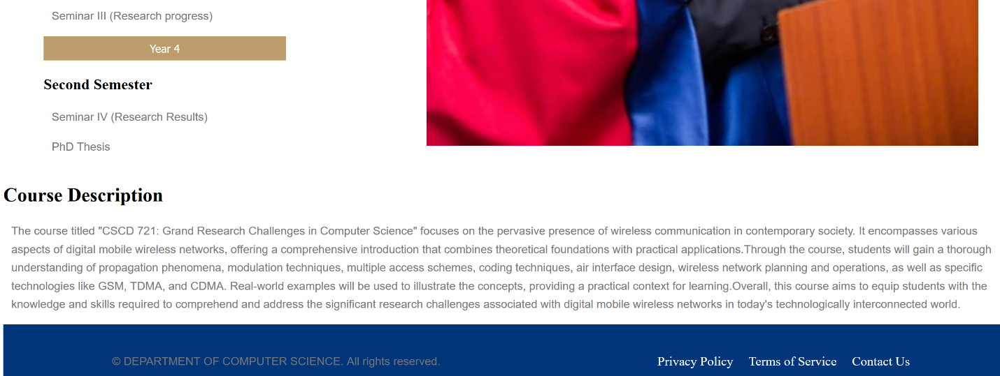 Seminar III (Research progress)
Year 4
Second Semester
Seminar IV (Research Results)
PhD Thesis
Course Description
The course titled "CSCD 721: Grand Research Challenges in Computer Science" focuses on the pervasive presence of wireless communication in contemporary society. It encompasses various
aspects of digital mobile wireless networks, offering a comprehensive introduction that combines theoretical foundations with practical applications.Through the course, students will gain a thorough
understanding of propagation phenomena, modulation techniques, multiple access schemes, coding techniques, air interface design, wireless network planning and operations, as well as specific
technologies like GSM, TDMA, and CDMA. Real-world examples will be used to illustrate the concepts, providing a practical context for learning.Overall, this course aims to equip students with the
knowledge and skills required to comprehend and address the significant research challenges associated with digital mobile wireless networks in today's technologically interconnected world.
© DEPARTMENT OF COMPUTER SCIENCE. All rights reserved. Privacy Policy Terms of Service Contact Us